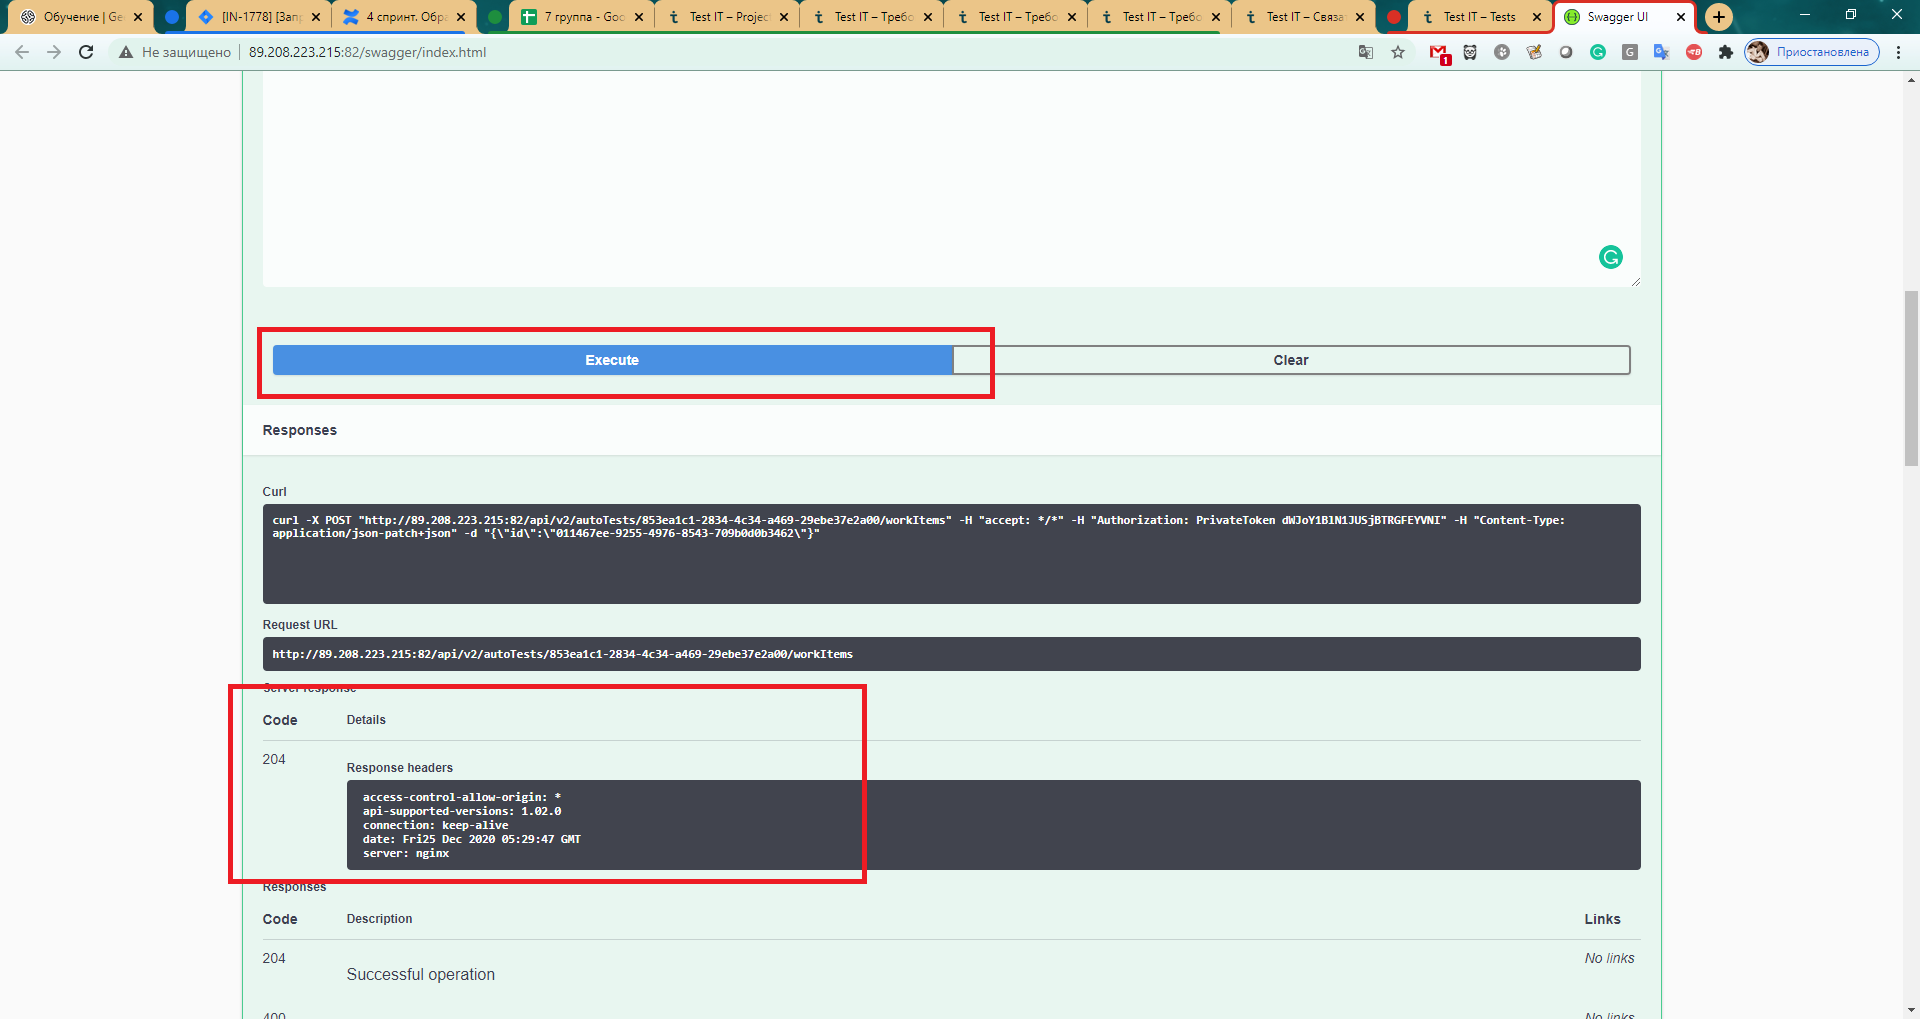 Обучение | Ge
[IN-1778] [Запр
4 спринт. Обра
7 группа - Goo
Test IT – Projec
Test IT – Требо
Test IT – Требо
Test IT – Требо
Test IT – Связа
Test IT – Tests
Swagger UI
Не защищено
89.208.223.215:82/swagger/index.html
1
Приостановлена
Execute
Clear
Responses
Curl
curl -X POST "http://89.208.223.215:82/api/v2/autoTests/853ea1c1-2834-4c34-a469-29ebe37e2a00/workItems" -H "accept: */*" -H "Authorization: PrivateToken dWJoY1BlN1JUSjBTRGFEYVNI" -H "Content-Type:
application/json-patch+json" -d "{\"id\":\"011467ee-9255-4976-8543-709b0d0b3462\"}"
Request URL
http://89.208.223.215:82/api/v2/autoTests/853ea1c1-2834-4c34-a469-29ebe37e2a00/workItems
Server response
Code
Details
204
Response headers
access-control-allow-origin: *
api-supported-versions: 1.02.0
connection: keep-alive
date: Fri25 Dec 2020 05:29:47 GMT
server: nginx
Responses
Code
Description
Links
204
Successful operation
No links
400
No links